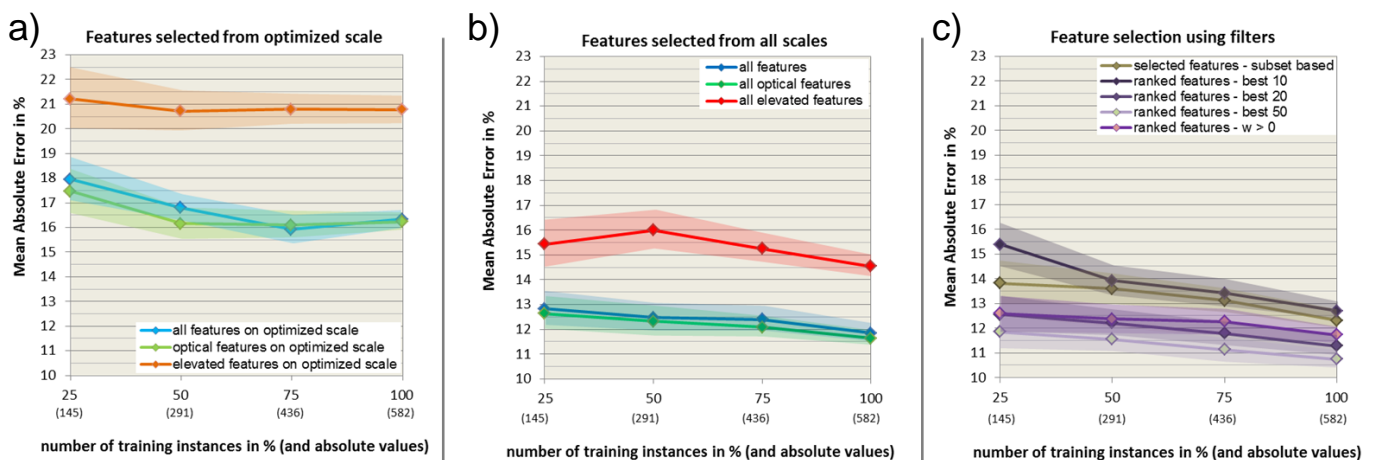 a)
Features selected from optimized scale
Mean Absolute Error in %
23
22
21
20
19
18
17
16
15
14
13
12
11
10
all features on optimized scale
optical features on optimized scale
elevated features on optimized scale
25 50 75 100
(145) (291) (436) (582)
number of training instances in % (and absolute values)
b)
Features selected from all scales
Mean Absolute Error in %
23
22
21
20
19
18
17
16
15
14
13
12
11
10
all features
all optical features
all elevated features
25 50 75 100
(145) (291) (436) (582)
number of training instances in % (and absolute values)
c)
Feature selection using filters
Mean Absolute Error in %
23
22
21
20
19
18
17
16
15
14
13
12
11
10
selected features - subset based
ranked features - best 10
ranked features - best 20
ranked features - best 50
ranked features - w > 0
25 50 75 100
(145) (291) (436) (582)
number of training instances in % (and absolute values)